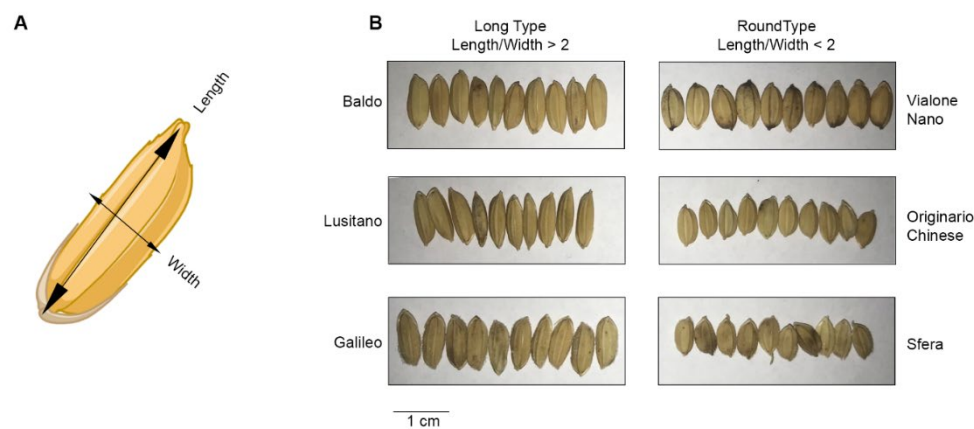 A
Length
Width
B
Long Type
Length/Width > 2
RoundType
Length/Width < 2
Baldo
Vialone
Nano
Lusitano
Originario
Chinese
Galileo
Sfera
1 cm